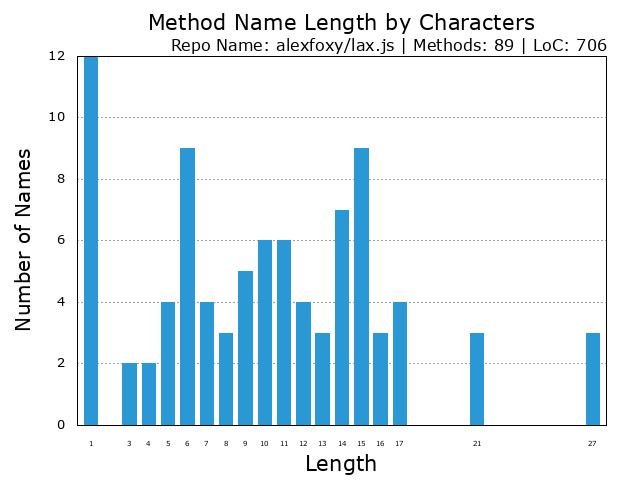 Method Name Length by Characters
Repo Name: alexfoxy/lax.js | Methods: 89 | LoC: 706
12
10
8
6
4
2
0
Number of Names
1 3 4 5 6 7 8 9 10 11 12 13 14 15 16 17 21 27
Length